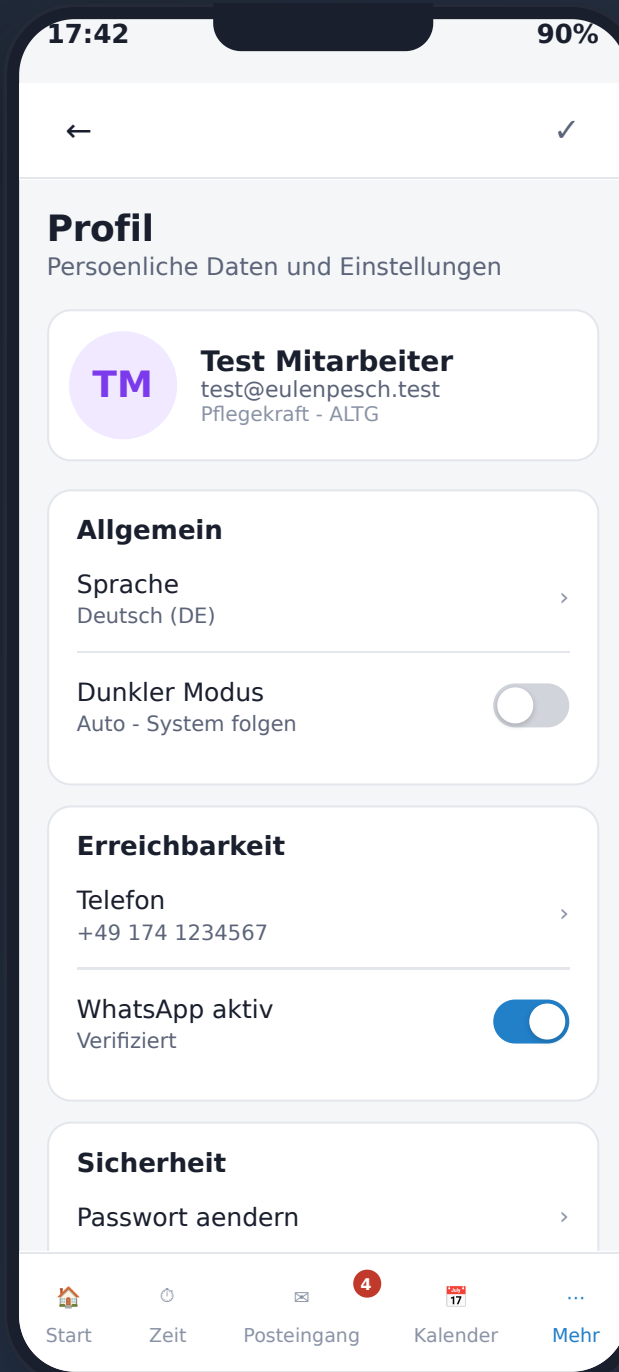 17:42 90%
← ✓
Profil
Persoenliche Daten und Einstellungen
TM
Test Mitarbeiter
test@eulenpesch.test
Pflegekraft - ALTG
Allgemein
Sprache
Deutsch (DE)
Dunkler Modus
Auto - System folgen
Erreichbarkeit
Telefon
+49 174 1234567
WhatsApp aktiv
Verifiziert
Sicherheit
Passwort aendern
4
July
17
Start Zeit Posteingang Kalender Mehr